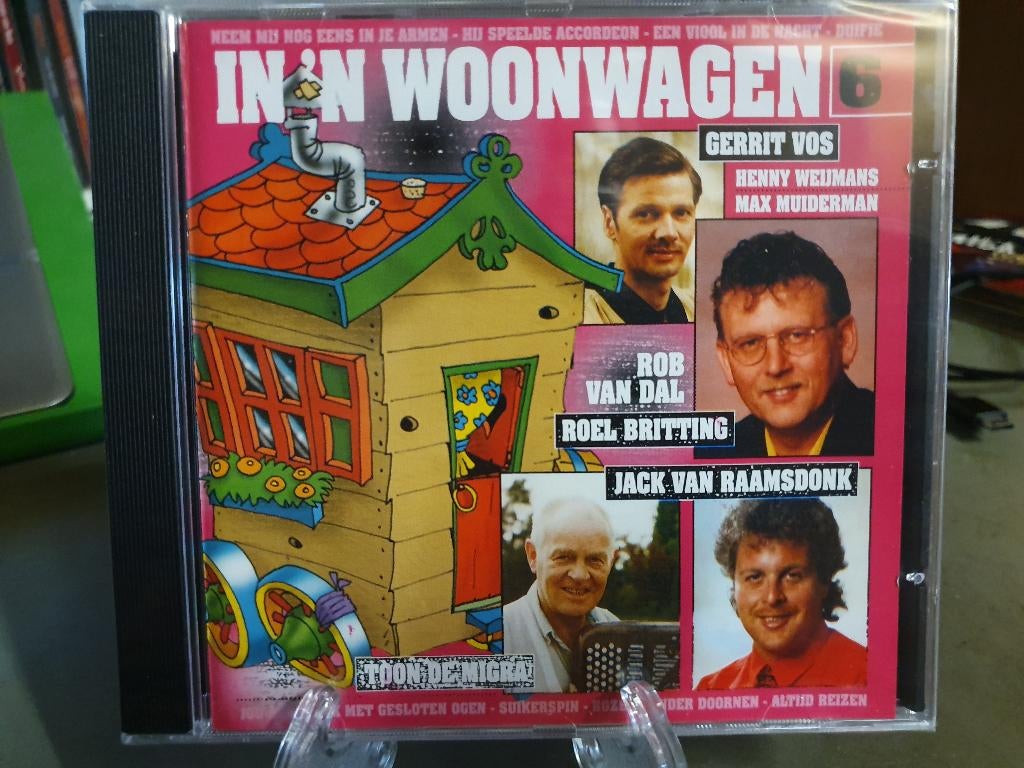 NEEM MIJ NOG EENS IN JE ARMEN - HIJ SPEELDE ACCORDEON - EEN VIOOL IN DE NACHT - DUIFIE
IN 'N WOONWAGEN 6
GERRIT VOS
HENNY WEIJMANS
MAX MUIDERMAN
ROB
VAN DAL
ROEL BRITTING
JACK VAN RAAMSDONK
TOON DE MIGRA
MET GESLOTEN OGEN - SUIKERSPIN - DOORNEN - ALTIJD REIZEN